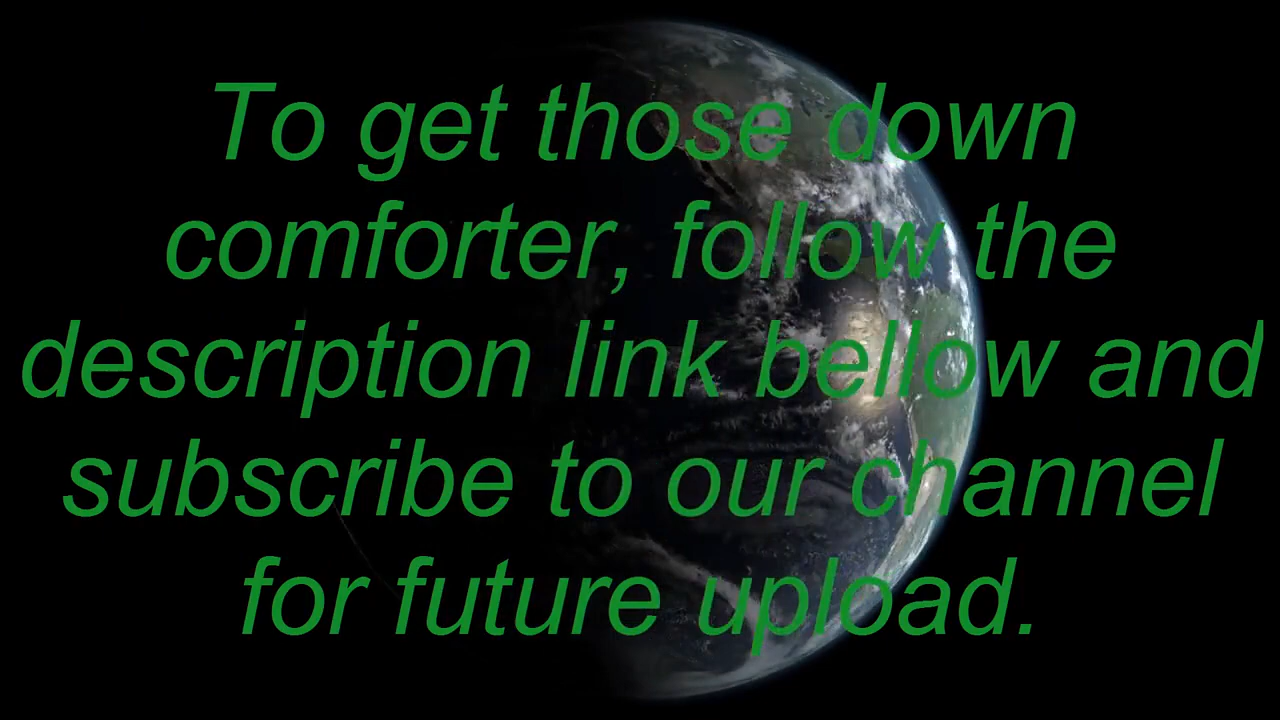 To get those down
comforter, follow the
description link bellow and
subscribe to our channel
for future upload.